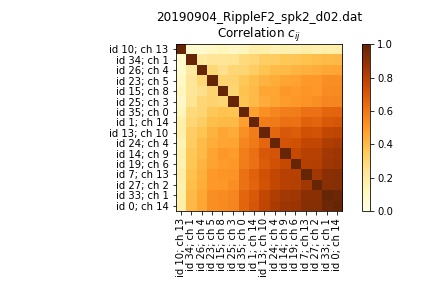 20190904_RippleF2_spk2_d02.dat
Correlation c_{ij}
id 10; ch 13
id 34; ch 1
id 26; ch 4
id 23; ch 5
id 15; ch 8
id 25; ch 3
id 35; ch 0
id 1; ch 14
id 13; ch 10
id 24; ch 4
id 14; ch 9
id 19; ch 6
id 7; ch 13
id 27; ch 2
id 33; ch 1
id 0; ch 14
1.0
0.8
0.6
0.4
0.2
0.0
id 10; ch 13
id 34; ch 1
id 26; ch 4
id 23; ch 5
id 15; ch 8
id 25; ch 3
id 35; ch 0
id 1; ch 14
id 13; ch 10
id 24; ch 4
id 14; ch 9
id 19; ch 6
id 7; ch 13
id 27; ch 2
id 33; ch 1
id 0; ch 14